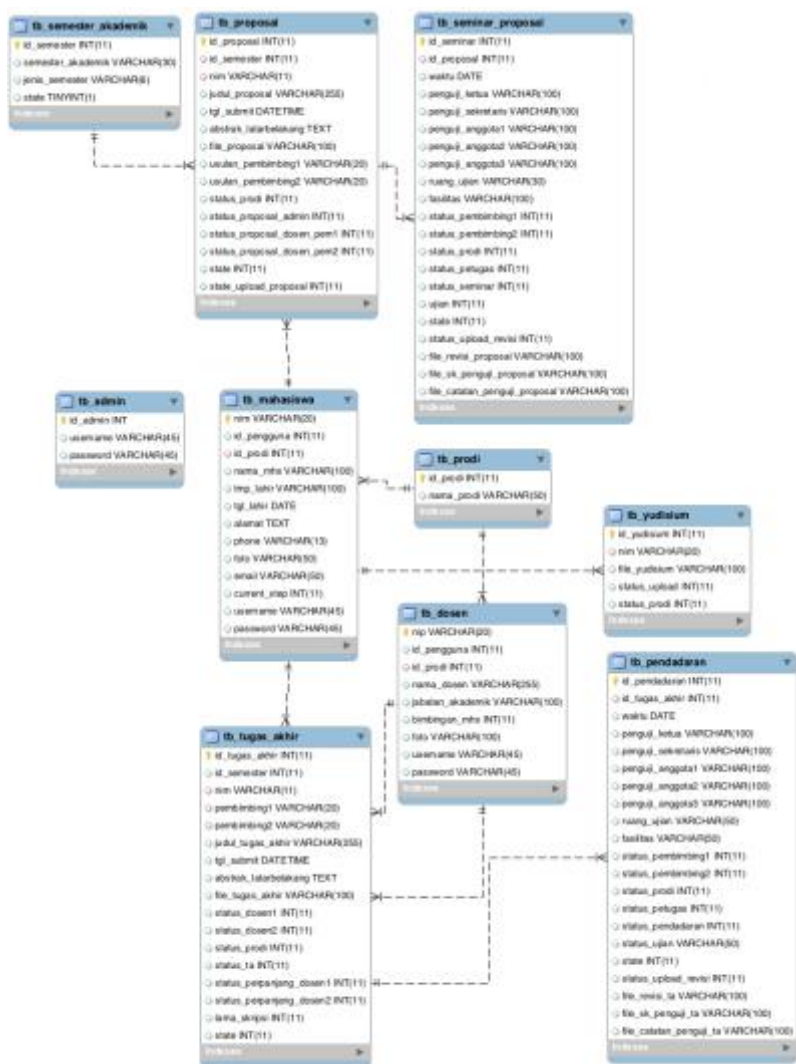 tb_semester_akademik
id_semester INT(11)
semester_akademik VARCHAR(30)
jenis_semester VARCHAR(6)
state TINYINT(1)
Indexes
tb_proposal
id_proposal INT(11)
id_semester INT(11)
nim VARCHAR(11)
judul_proposal VARCHAR(255)
tgl_submit DATETIME
abstrak_latarbelakang TEXT
file_proposal VARCHAR(100)
usulan_pembimbing1 VARCHAR(20)
usulan_pembimbing2 VARCHAR(20)
status_prodi INT(11)
status_proposal_admin INT(11)
status_proposal_dosen_pem1 INT(11)
status_proposal_dosen_pem2 INT(11)
state INT(11)
state_upload_proposal INT(11)
Indexes
tb_seminar_proposal
id_seminar INT(11)
id_proposal INT(11)
waktu DATE
penguji_ketua VARCHAR(100)
penguji_sekretaris VARCHAR(100)
penguji_anggota1 VARCHAR(100)
penguji_anggota2 VARCHAR(100)
penguji_anggota3 VARCHAR(100)
ruang_ujian VARCHAR(30)
fasilitas VARCHAR(100)
status_pembimbing1 INT(11)
status_pembimbing2 INT(11)
status_prodi INT(11)
status_petugas INT(11)
status_seminar INT(11)
ujian INT(11)
state INT(11)
status_upload_revisi INT(11)
file_revisi_proposal VARCHAR(100)
file_sk_penguji_proposal VARCHAR(100)
file_catatan_penguji_proposal VARCHAR(100)
tb_admin
id_admin INT
username VARCHAR(45)
password VARCHAR(45)
Indexes
tb_mahasiswa
nim VARCHAR(20)
id_pengguna INT(11)
id_prodi INT(11)
nama_mhs VARCHAR(100)
tmp_lahir VARCHAR(100)
tgl_lahir DATE
alamat TEXT
phone VARCHAR(13)
foto VARCHAR(50)
email VARCHAR(50)
current_step INT(11)
username VARCHAR(45)
password VARCHAR(45)
Indexes
tb_prodi
id_prodi INT(11)
nama_prodi VARCHAR(50)
Indexes
tb_yudisium
id_yudisium INT(11)
nim VARCHAR(20)
file_yudisium VARCHAR(100)
status_upload INT(11)
status_prodi INT(11)
Indexes
tb_dosen
nip VARCHAR(20)
id_pengguna INT(11)
id_prodi INT(11)
nama_dosen VARCHAR(255)
jabatan_akademik VARCHAR(100)
bimbingan_mhs INT(11)
foto VARCHAR(100)
username VARCHAR(45)
password VARCHAR(45)
Indexes
tb_tugas_akhir
id_tugas_akhir INT(11)
id_semester INT(11)
nim VARCHAR(11)
pembimbing1 VARCHAR(20)
pembimbing2 VARCHAR(20)
judul_tugas_akhir VARCHAR(255)
tgl_submit DATETIME
abstrak_latarbelakang TEXT
file_tugas_akhir VARCHAR(100)
status_dosen1 INT(11)
status_dosen2 INT(11)
status_prodi INT(11)
status_ta INT(11)
status_perpanjang_dosen1 INT(11)
status_perpanjang_dosen2 INT(11)
lama_skripsi INT(11)
state INT(11)
Indexes
tb_pendadaran
id_pendadaran INT(11)
id_tugas_akhir INT(11)
waktu DATE
penguji_ketua VARCHAR(100)
penguji_sekretaris VARCHAR(100)
penguji_anggota1 VARCHAR(100)
penguji_anggota2 VARCHAR(100)
penguji_anggota3 VARCHAR(100)
ruang_ujian VARCHAR(50)
fasilitas VARCHAR(50)
status_pembimbing1 INT(11)
status_pembimbing2 INT(11)
status_prodi INT(11)
status_petugas INT(11)
status_pendadaran INT(11)
status_ujian VARCHAR(50)
state INT(11)
status_upload_revisi INT(11)
file_revisi_ta VARCHAR(100)
file_sk_penguji_ta VARCHAR(100)
file_catatan_penguji_ta VARCHAR(100)
Indexes